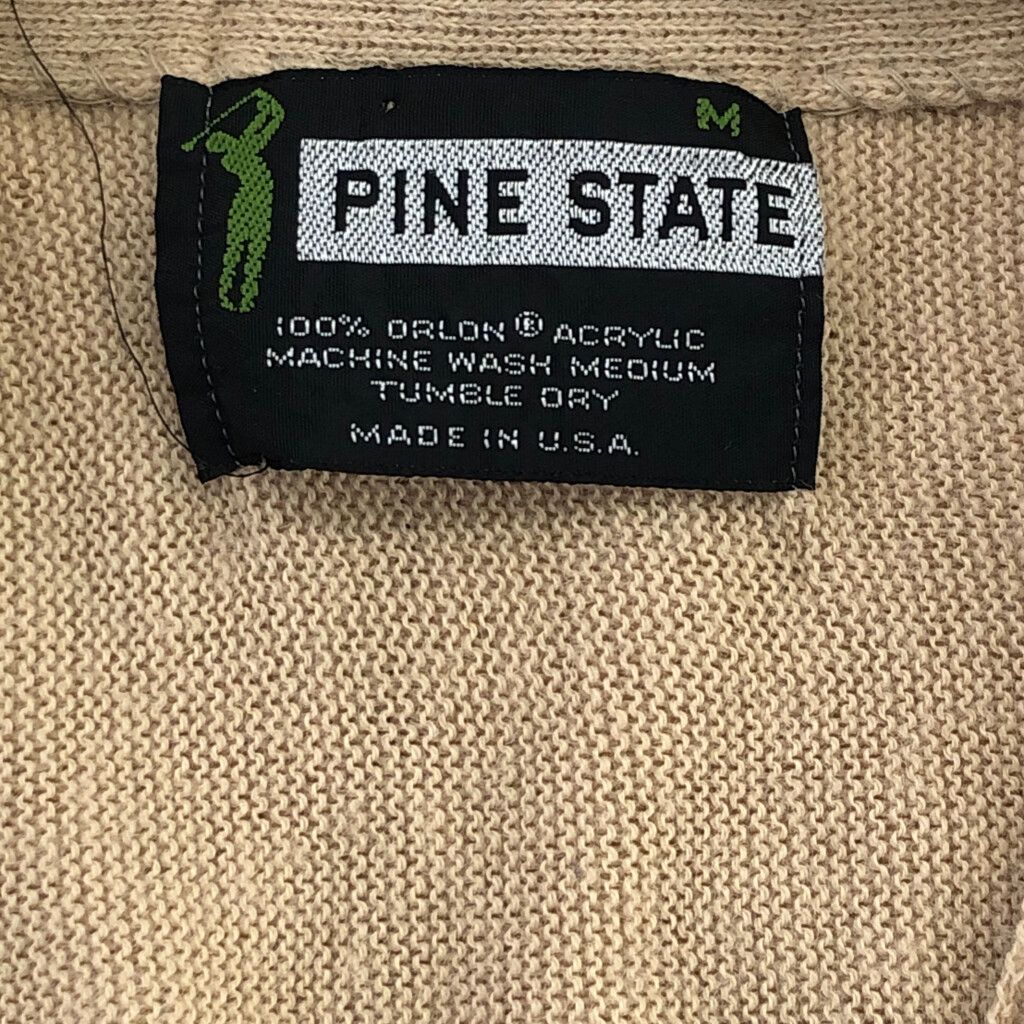 M
PINE STATE
100% ORLON ® ACRYLIC
MACHINE WASH MEDIUM
TUMBLE DRY
MADE IN U.S.A.